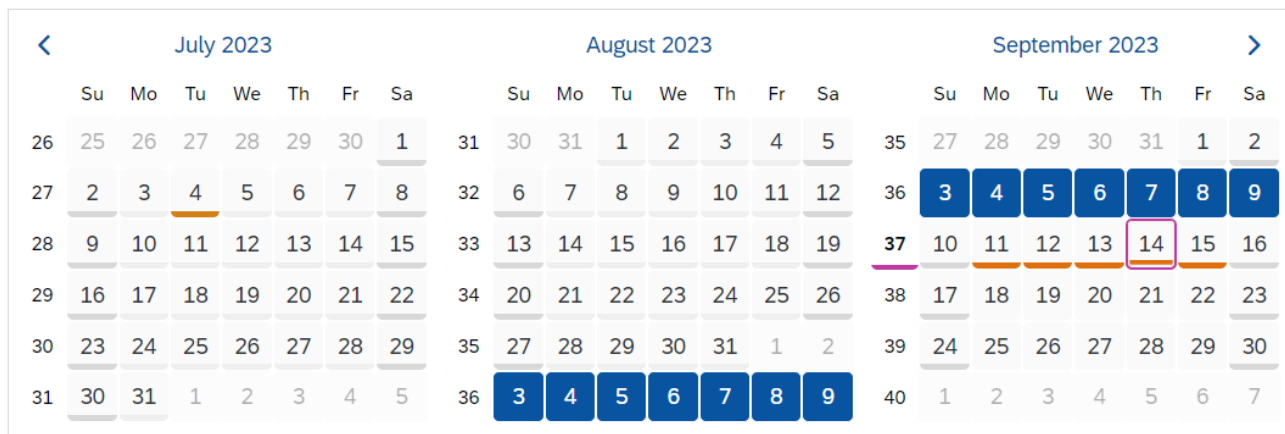 July 2023 August 2023 September 2023
Su Mo Tu We Th Fr Sa Su Mo Tu We Th Fr Sa Su Mo Tu We Th Fr Sa
26 25 26 27 28 29 30 1 31 30 31 1 2 3 4 5 35 27 28 29 30 31 1 2
27 2 3 4 5 6 7 8 32 6 7 8 9 10 11 12 36 3 4 5 6 7 8 9
28 9 10 11 12 13 14 15 33 13 14 15 16 17 18 19 37 10 11 12 13 14 15 16
29 16 17 18 19 20 21 22 34 20 21 22 23 24 25 26 38 17 18 19 20 21 22 23
30 23 24 25 26 27 28 29 35 27 28 29 30 31 1 2 39 24 25 26 27 28 29 30
31 30 31 1 2 3 4 5 36 3 4 5 6 7 8 9 40 1 2 3 4 5 6 7